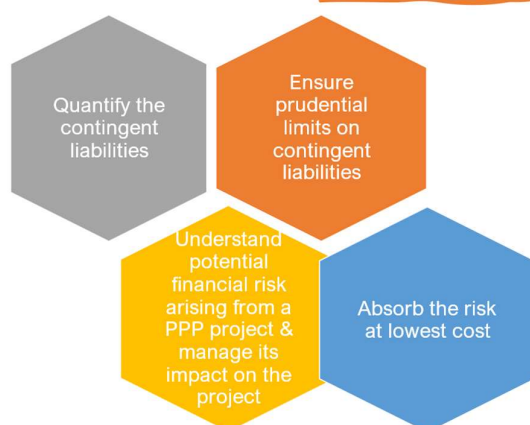 Quantify the
contingent
liabilities
Ensure
prudential
limits on
contingent
liabilities
Understand
potential
financial risk
arising from a
PPP project &
manage its
impact on the
project
Absorb the risk
at lowest cost